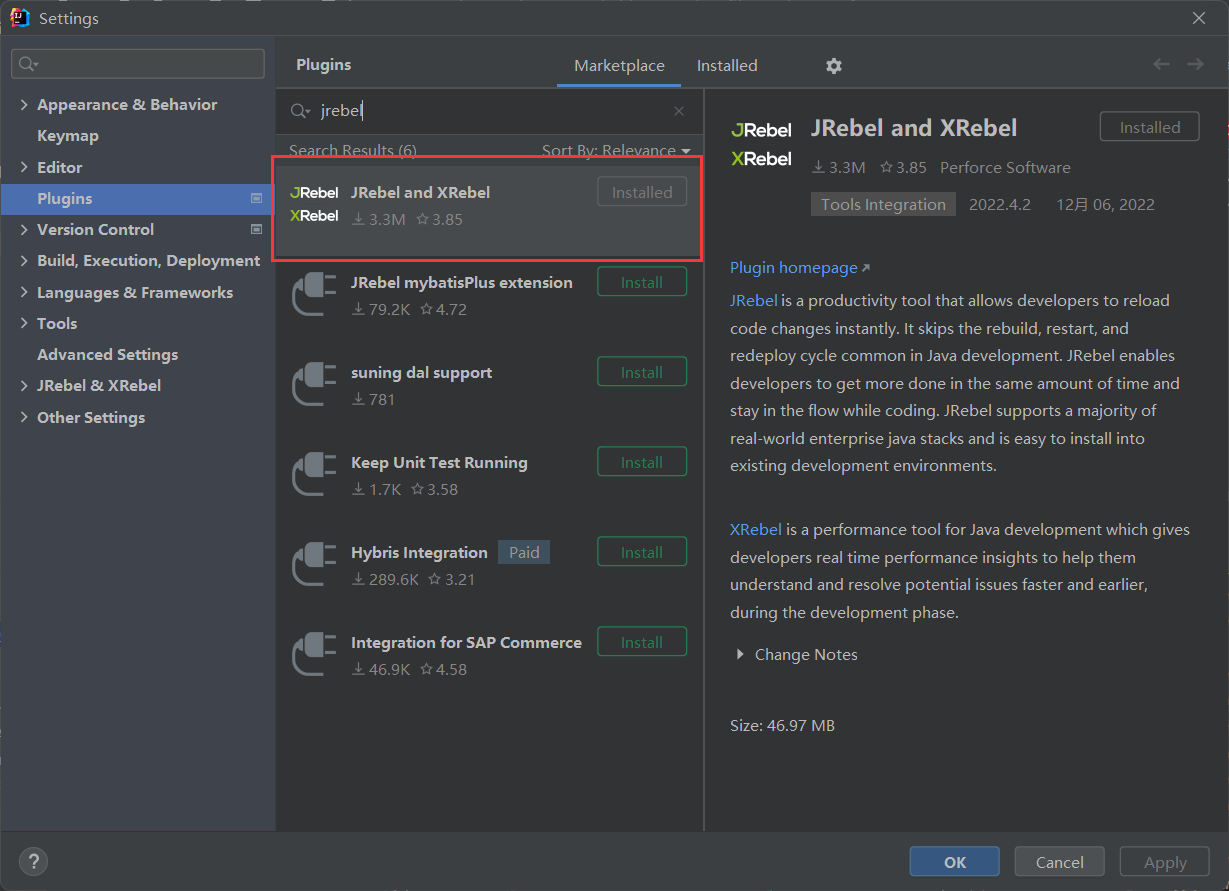 Settings
Plugins
Marketplace
Installed
Appearance & Behavior
Keymap
Editor
Plugins
Version Control
Build, Execution, Deployment
Languages & Frameworks
Tools
Advanced Settings
JRebel & XRebel
Other Settings
jrebel
Search Results (6)
Sort By: Relevance
JRebel
XRebel
JRebel and XRebel
Installed
3.3M
3.85
JRebel mybatisPlus extension
Install
79.2K
4.72
suning dal support
Install
781
Keep Unit Test Running
Install
1.7K
3.58
Hybris Integration
Paid
Install
289.6K
3.21
Integration for SAP Commerce
Install
46.9K
4.58
JRebel
XRebel
JRebel and XRebel
Installed
3.3M
3.85
Perforce Software
Tools Integration
2022.4.2
12月 06, 2022
Plugin homepage
JRebel is a productivity tool that allows developers to reload
code changes instantly. It skips the rebuild, restart, and
redeploy cycle common in Java development. JRebel enables
developers to get more done in the same amount of time and
stay in the flow while coding. JRebel supports a majority of
real-world enterprise java stacks and is easy to install into
existing development environments.
XRebel is a performance tool for Java development which gives
developers real time performance insights to help them
understand and resolve potential issues faster and earlier,
during the development phase.
Change Notes
Size: 46.97 MB
?
OK
Cancel
Apply